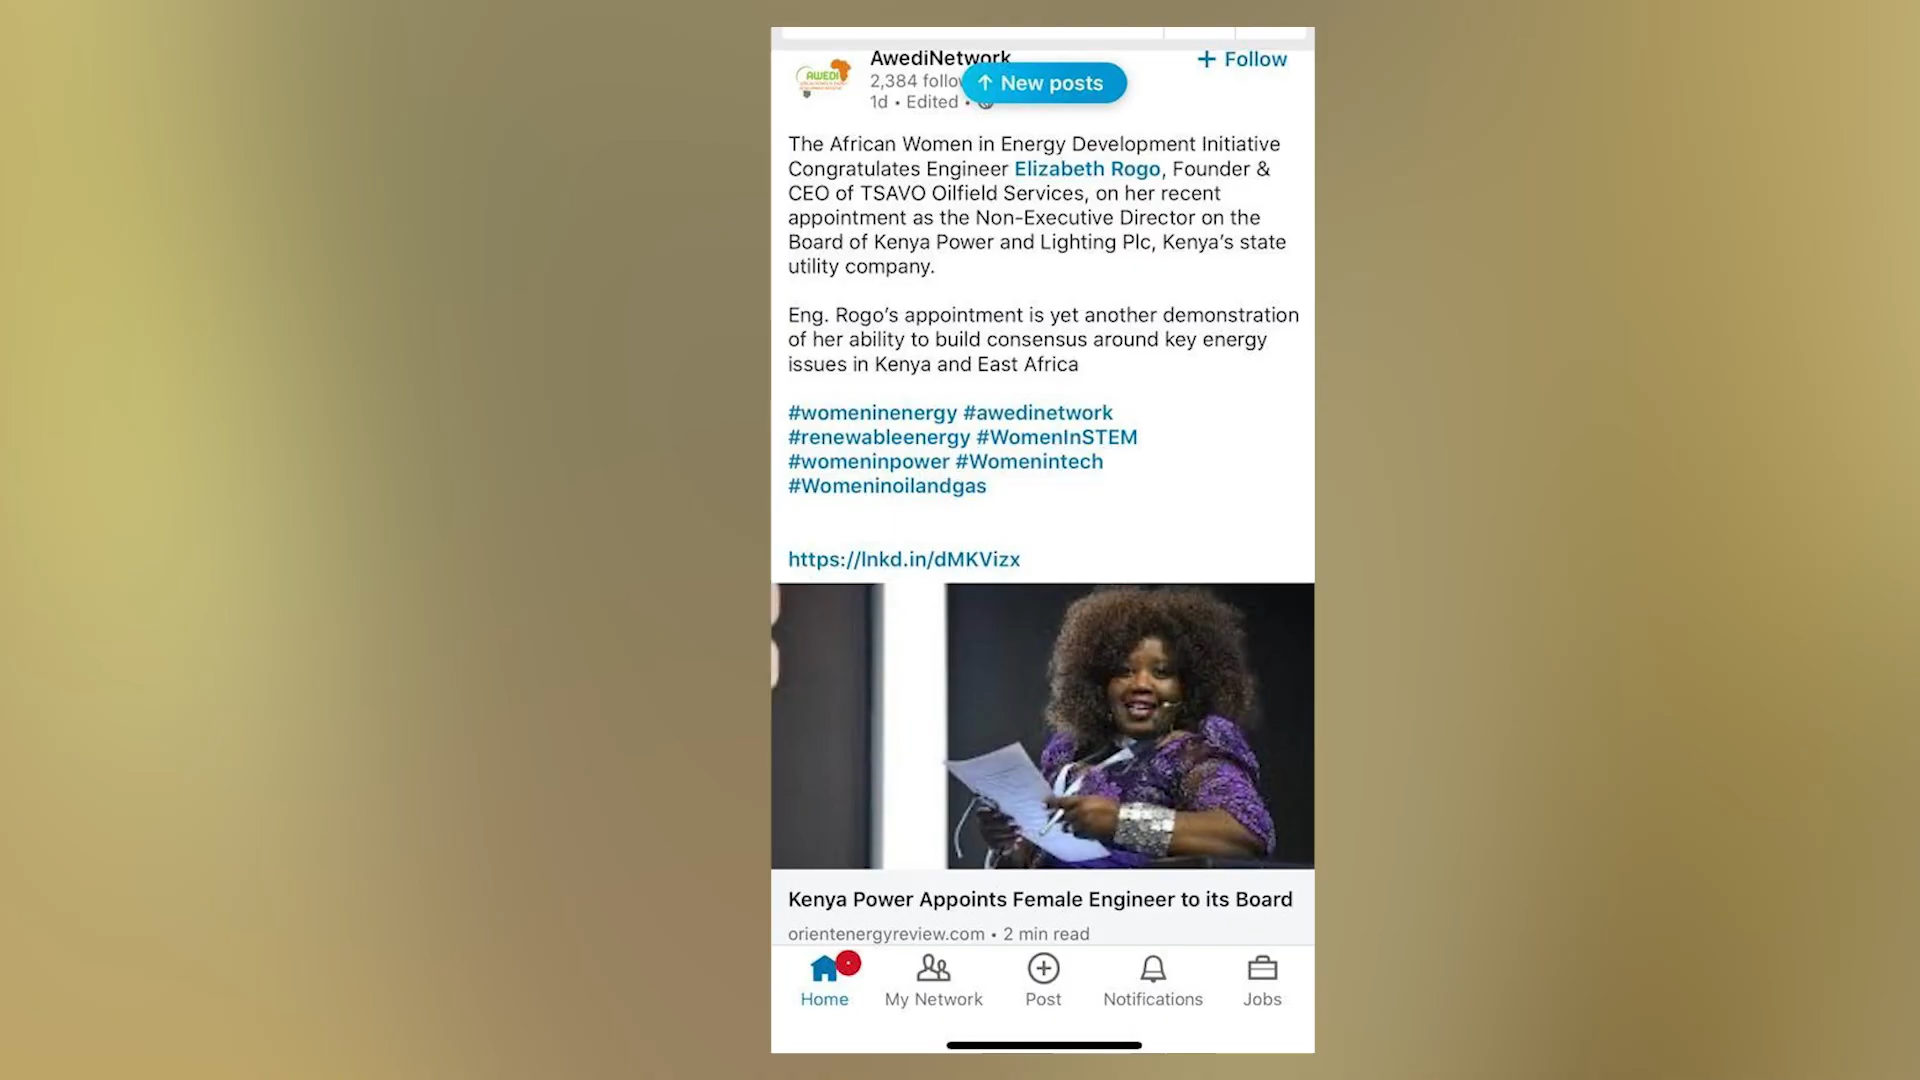 AwediNetwork
+ Follow
AWEDI
2,384
↑ New posts
1d • Edited •
The African Women in Energy Development Initiative
Congratulates Engineer Elizabeth Rogo, Founder &
CEO of TSAVO Oilfield Services, on her recent
appointment as the Non-Executive Director on the
Board of Kenya Power and Lighting Plc, Kenya’s state
utility company.
Eng. Rogo’s appointment is yet another demonstration
of her ability to build consensus around key energy
issues in Kenya and East Africa
#womeninenergy #awedinetwork
#renewableenergy #WomenInSTEM
#womeninpower #Womenintech
#Womeninoilandgas
https://lnkd.in/dMKVizx
Kenya Power Appoints Female Engineer to its Board
orientenergyreview.com • 2 min read
Home
My Network
Post
Notifications
Jobs